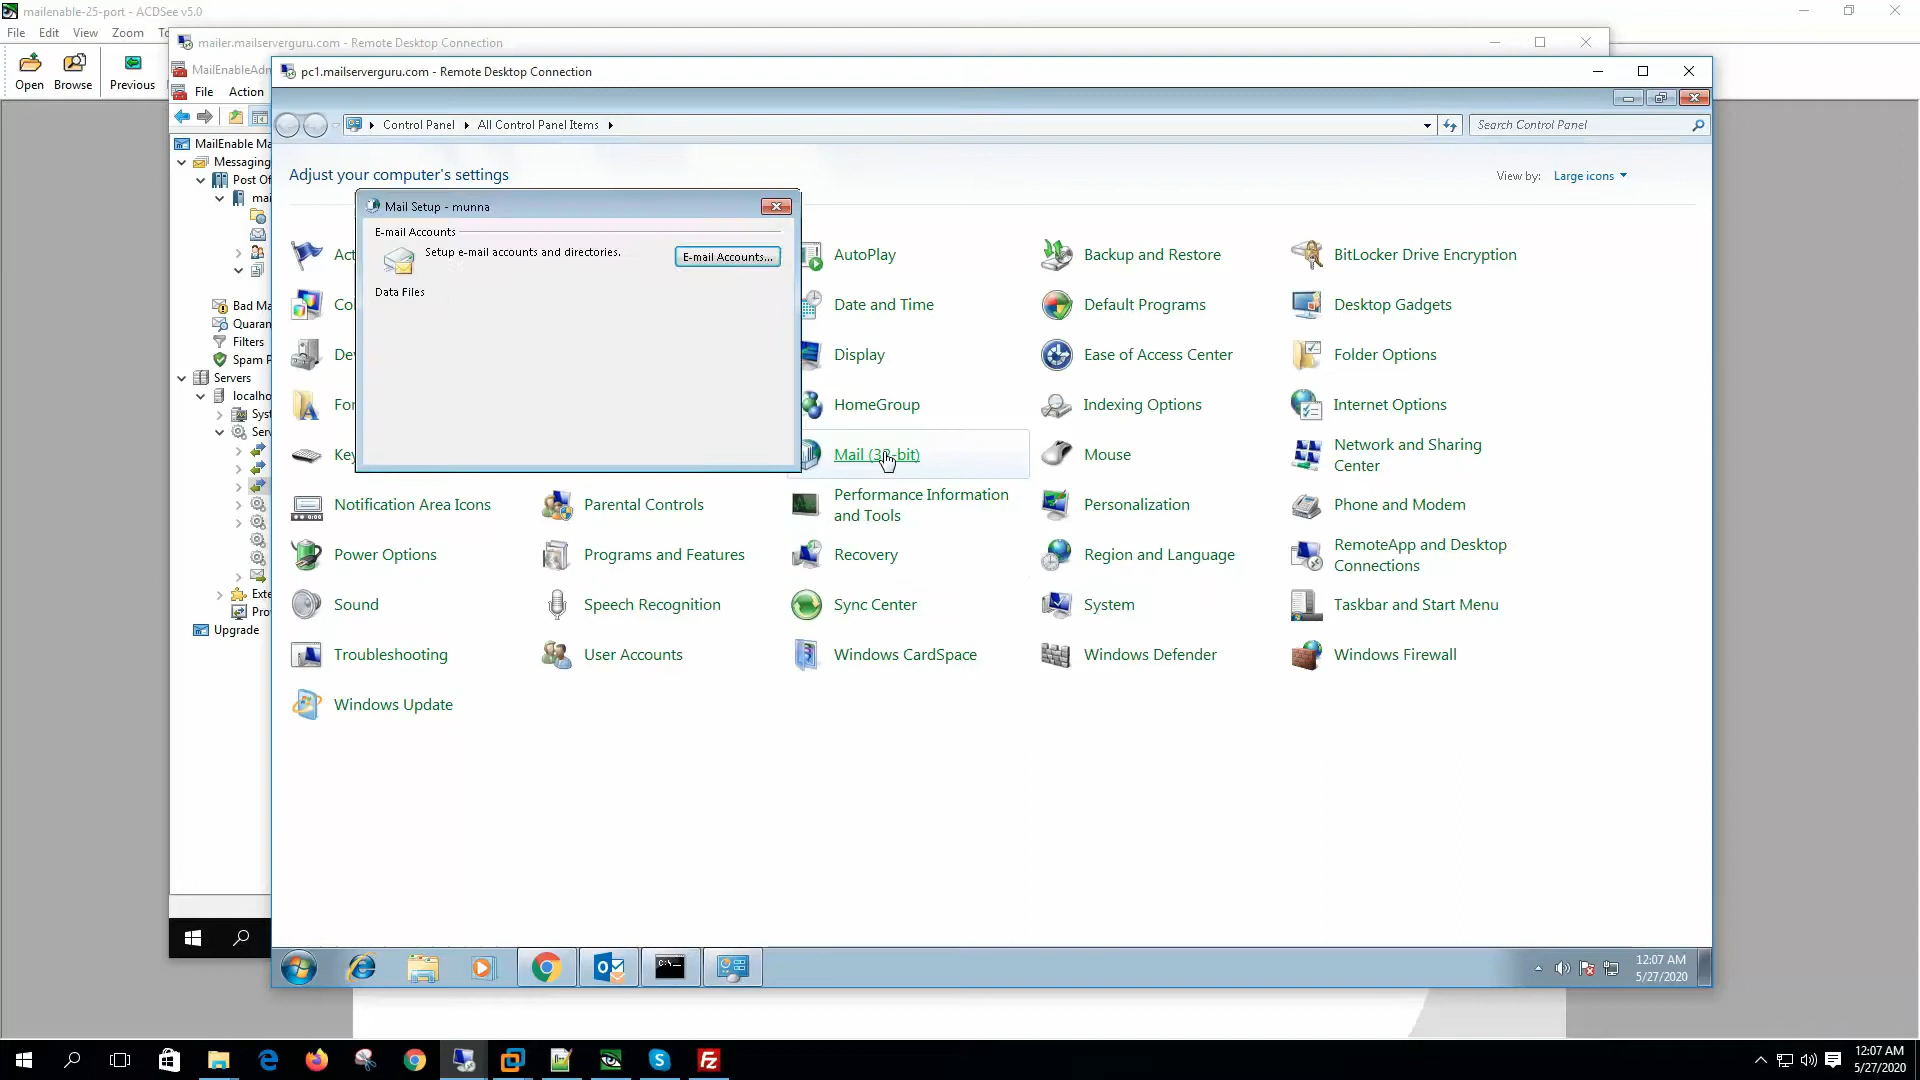 mailenable-25-port - ACDSee v5.0
File Edit View Zoom
mailer.mailserverguru.com - Remote Desktop Connection
Open Browse Previous
File Action
pc1.mailserverguru.com - Remote Desktop Connection
Control Panel All Control Panel Items
Search Control Panel
Adjust your computer's settings
View by: Large icons
Mail Setup - munna
E-mail Accounts
Setup e-mail accounts and directories.
E-mail Accounts...
Data Files
AutoPlay
Backup and Restore
BitLocker Drive Encryption
Date and Time
Default Programs
Desktop Gadgets
Display
Ease of Access Center
Folder Options
HomeGroup
Indexing Options
Internet Options
Mail (32-bit)
Mouse
Network and Sharing
Center
Notification Area Icons
Parental Controls
Performance Information
and Tools
Personalization
Phone and Modem
Power Options
Programs and Features
Recovery
Region and Language
RemoteApp and Desktop
Connections
Sound
Speech Recognition
Sync Center
System
Taskbar and Start Menu
Troubleshooting
User Accounts
Windows CardSpace
Windows Defender
Windows Firewall
Windows Update
MailEnable
Messaging
Filters
Servers
Upgrade
12:07 AM
5/27/2020
12:07 AM
5/27/2020